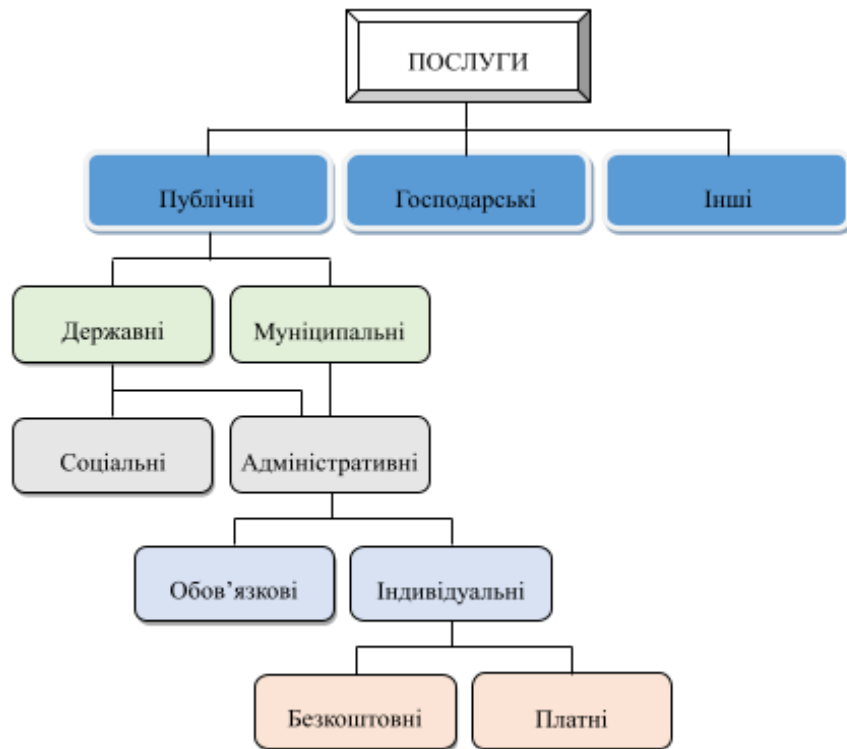 ПОСЛУГИ
Публічні
Господарські
Інші
Державні
Муніципальні
Соціальні
Адміністративні
Обов’язкові
Індивідуальні
Безкоштовні
Платні